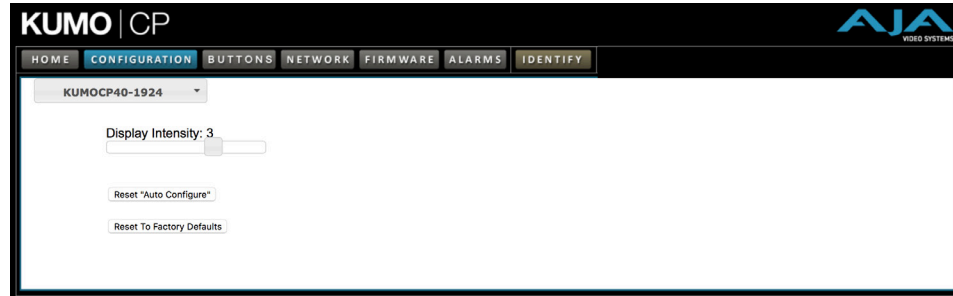 KUMO | CP
AJA
VIDEO SYSTEMS
HOME CONFIGURATION BUTTONS NETWORK FIRMWARE ALARMS IDENTIFY
KUMOCP40-1924
Display Intensity: 3
Reset "Auto Configure"
Reset To Factory Defaults